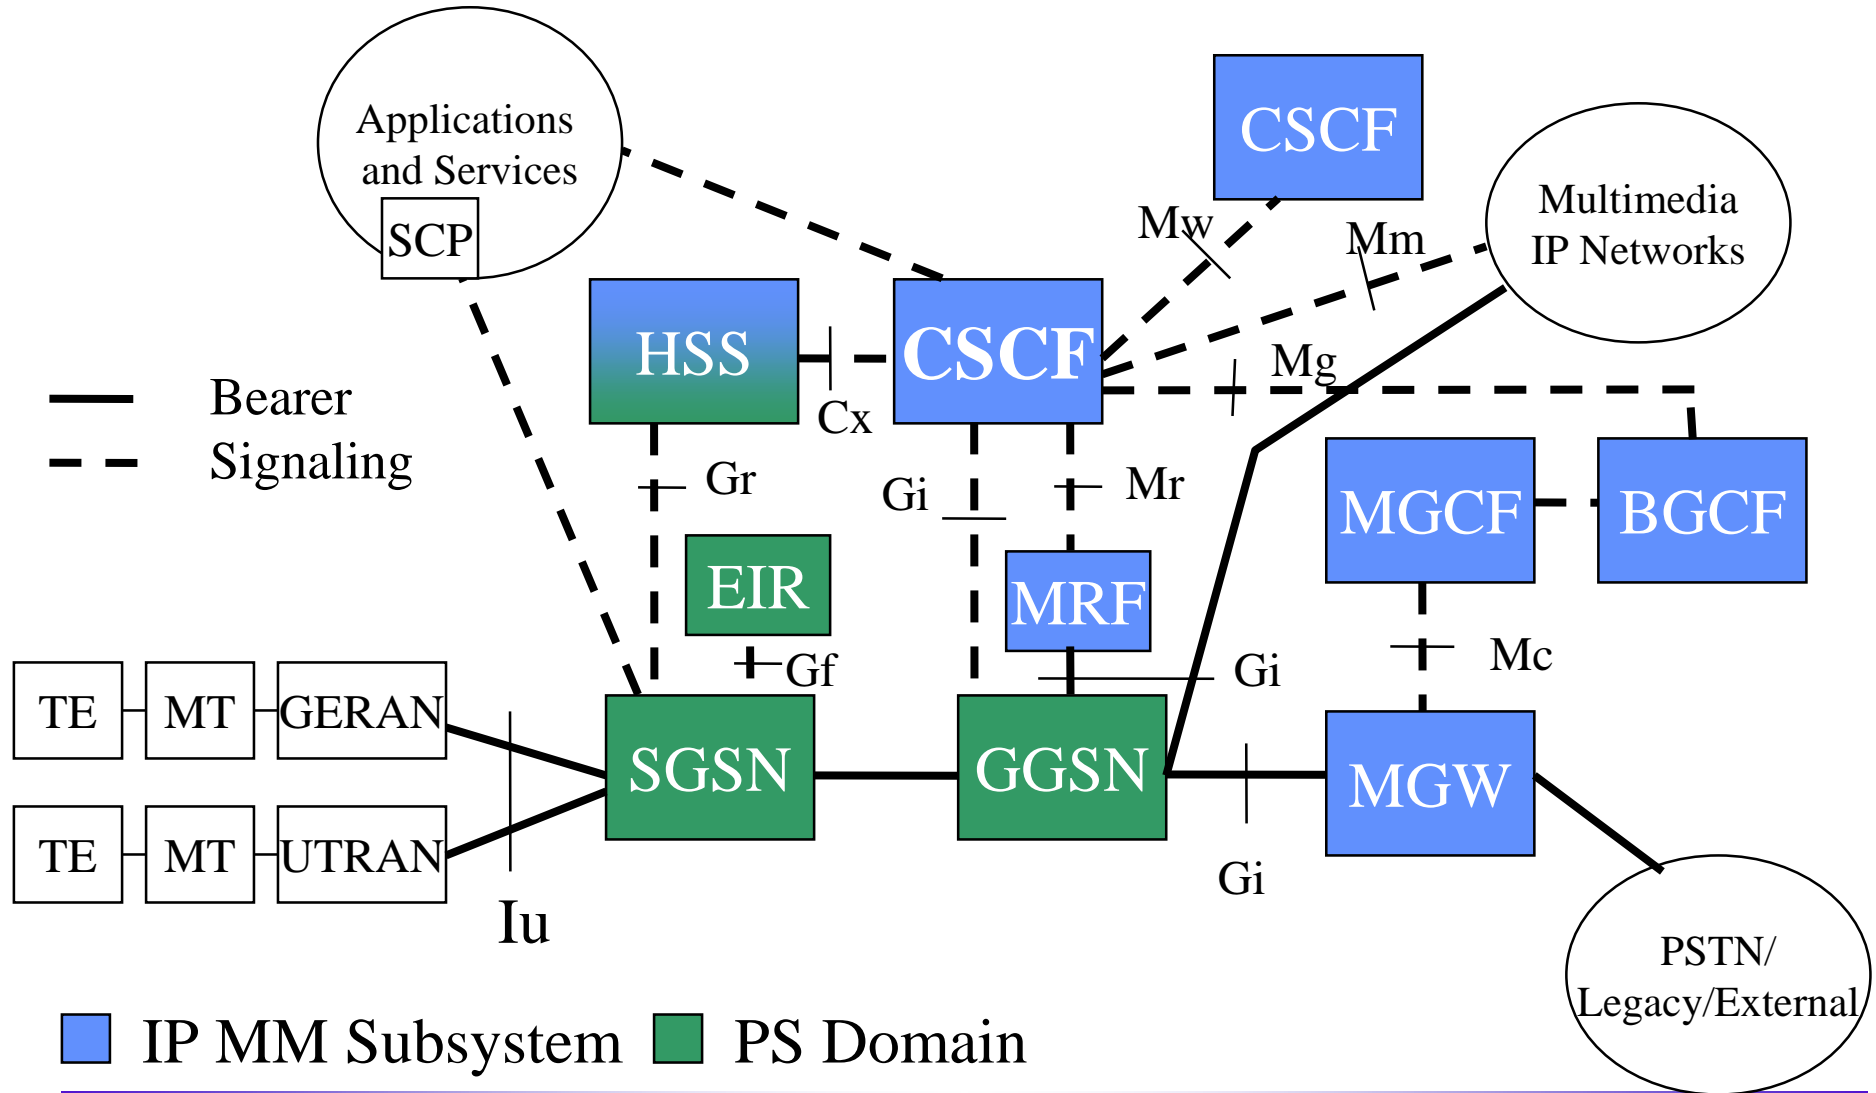 Applications
and Services
SCP
CSCF
Multimedia
IP Networks
Mw
Mm
HSS
CSCF
Cx
Mg
Bearer
Signaling
Gr
Gi
Mr
MGCF
BGCF
EIR
MRF
Gf
Gi
Mc
TE
MT
GERAN
SGSN
GGSN
MGW
TE
MT
UTRAN
Iu
Gi
PSTN/
Legacy/External
IP MM Subsystem
PS Domain